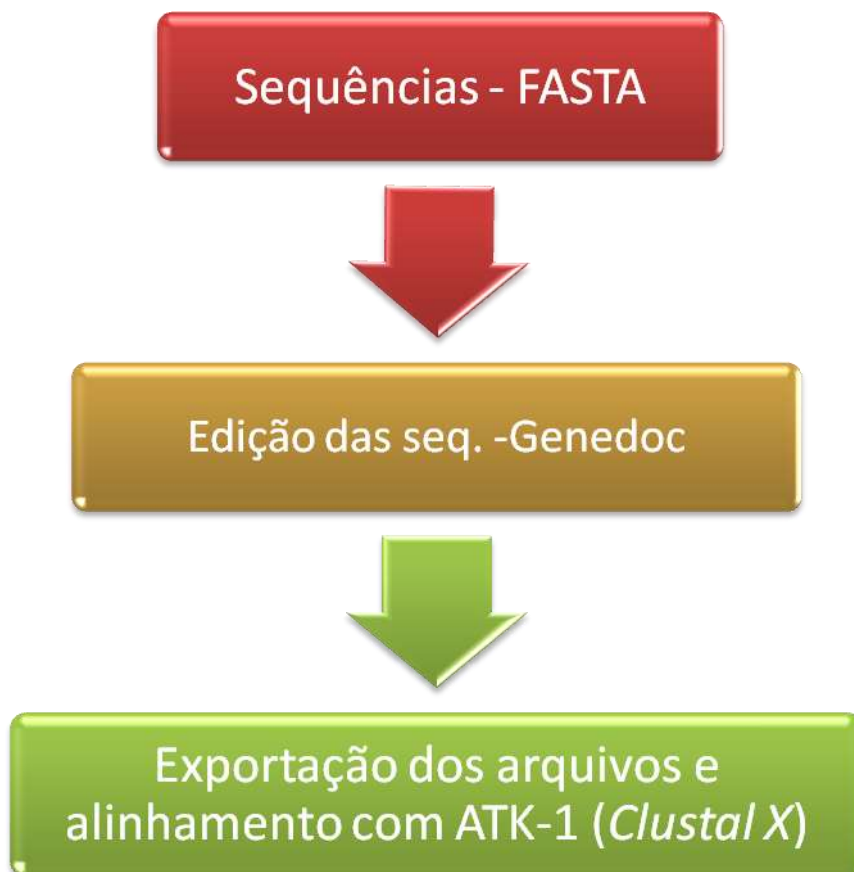 Sequências - FASTA
Edição das seq. -Genedoc
Exportação dos arquivos e
alinhamento com ATK-1 (Clustal X)